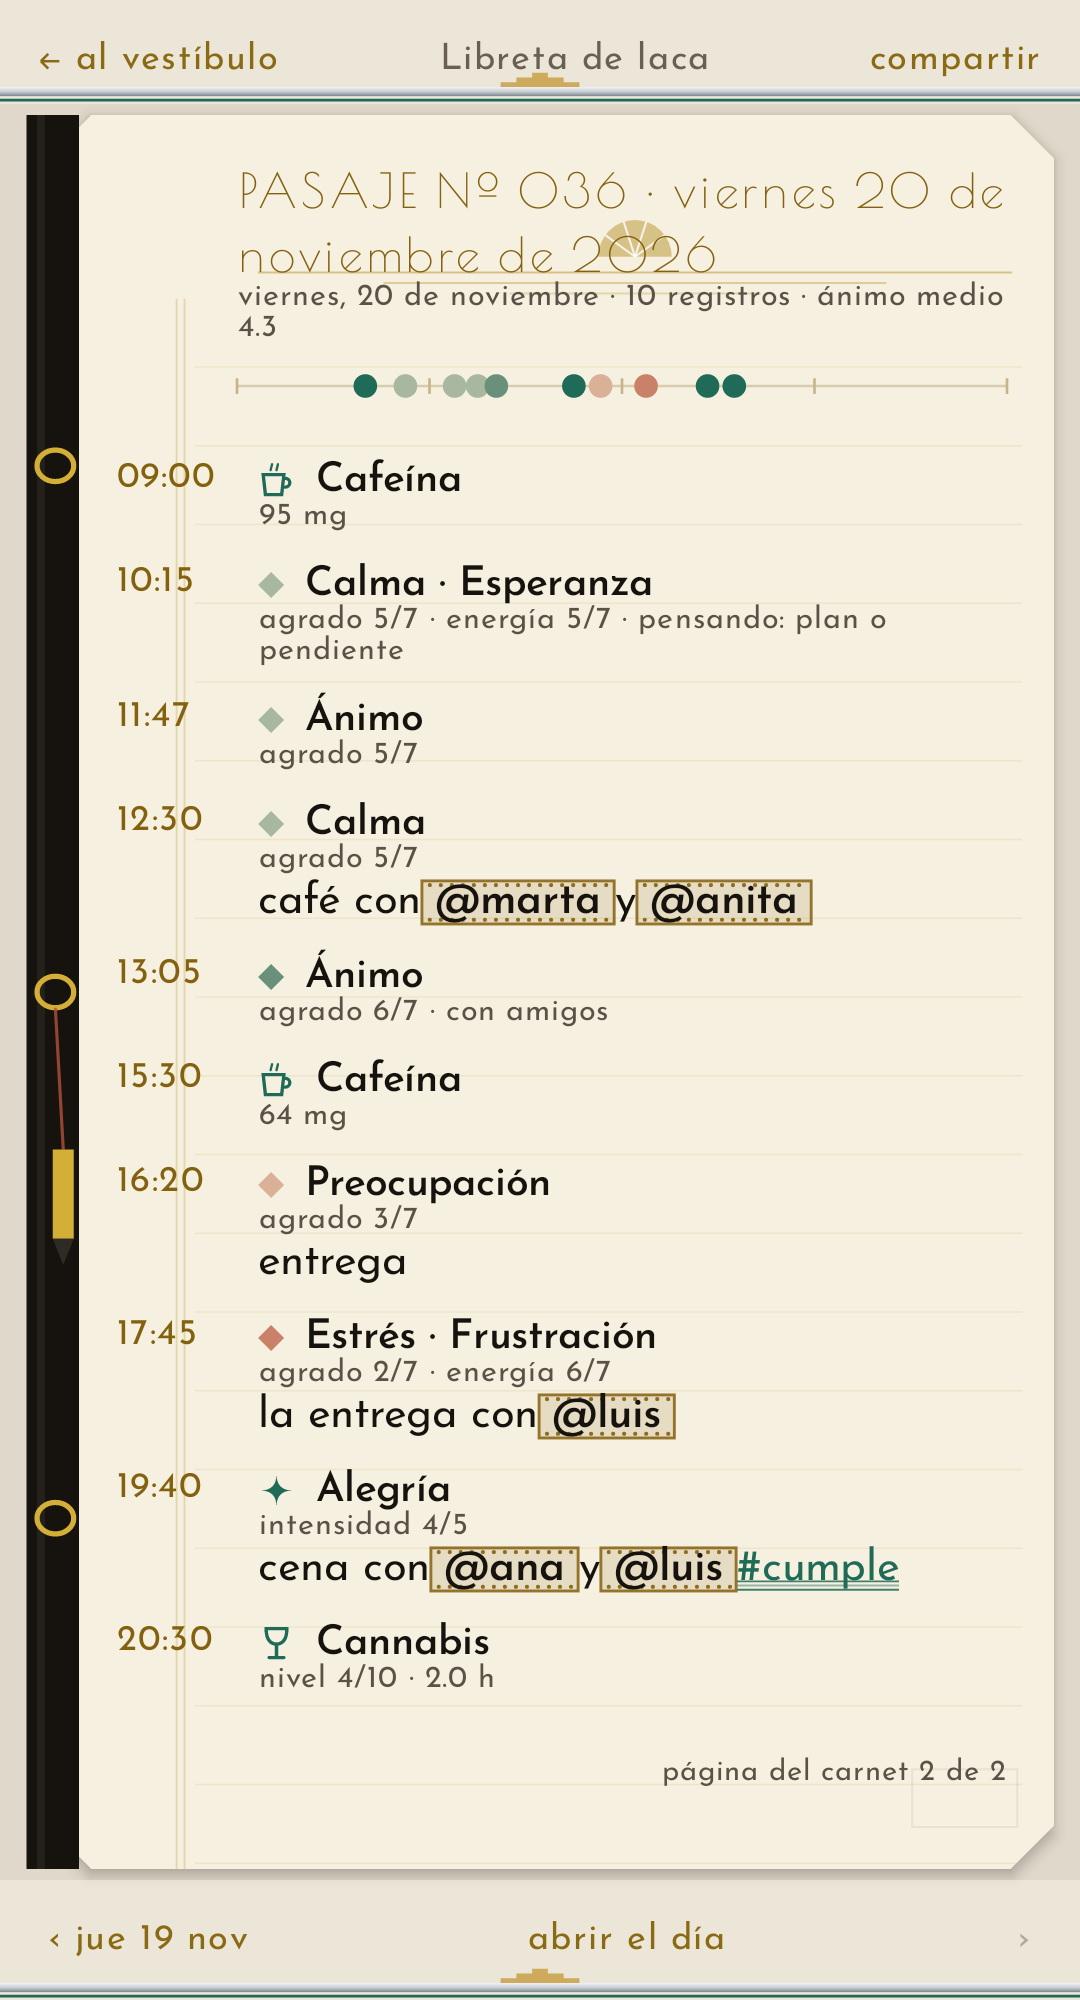 ← al vestíbulo
Libreta de laca
compartir
PASAJE Nº 036 · viernes 20 de
noviembre de 2026
viernes, 20 de noviembre · 10 registros · ánimo medio
4.3
09:00 Cafeína
95 mg
10:15 Calma · Esperanza
agrado 5/7 · energía 5/7 · pensando: plan o
pendiente
11:47 Ánimo
agrado 5/7
12:30 Calma
agrado 5/7
café con @marta y @anita
13:05 Ánimo
agrado 6/7 · con amigos
15:30 Cafeína
64 mg
16:20 Preocupación
agrado 3/7
entrega
17:45 Estrés · Frustración
agrado 2/7 · energía 6/7
la entrega con @luis
19:40 Alegría
intensidad 4/5
cena con @ana y @luis #cumple
20:30 Cannabis
nivel 4/10 · 2.0 h
página del carnet 2 de 2
‹ jue 19 nov
abrir el día
›